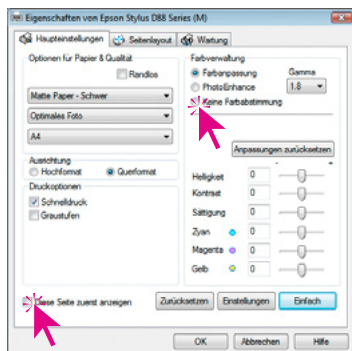 Eigenschaften von Epson Stylus D88 Series (M)
Haupteinstellungen
Seitenlayout
Wartung
Optionen für Papier & Qualität
Randlos
Matte Paper - Schwer
Optimales Foto
A4
Ausrichtung
Hochformat
Querformat
Druckoptionen
Schnelldruck
Graustufen
Farbverwaltung
Farbanpassung
Gamma
PhotoEnhance
1.8
Keine Farbabstimmung
Anpassungen zurücksetzen
- +
Helligkeit 0
Kontrast 0
Sättigung 0
Zyan 0
Magenta 0
Gelb 0
Diese Seite zuerst anzeigen
Zurücksetzen
Einstellungen
Einfach
OK
Abbrechen
Hilfe